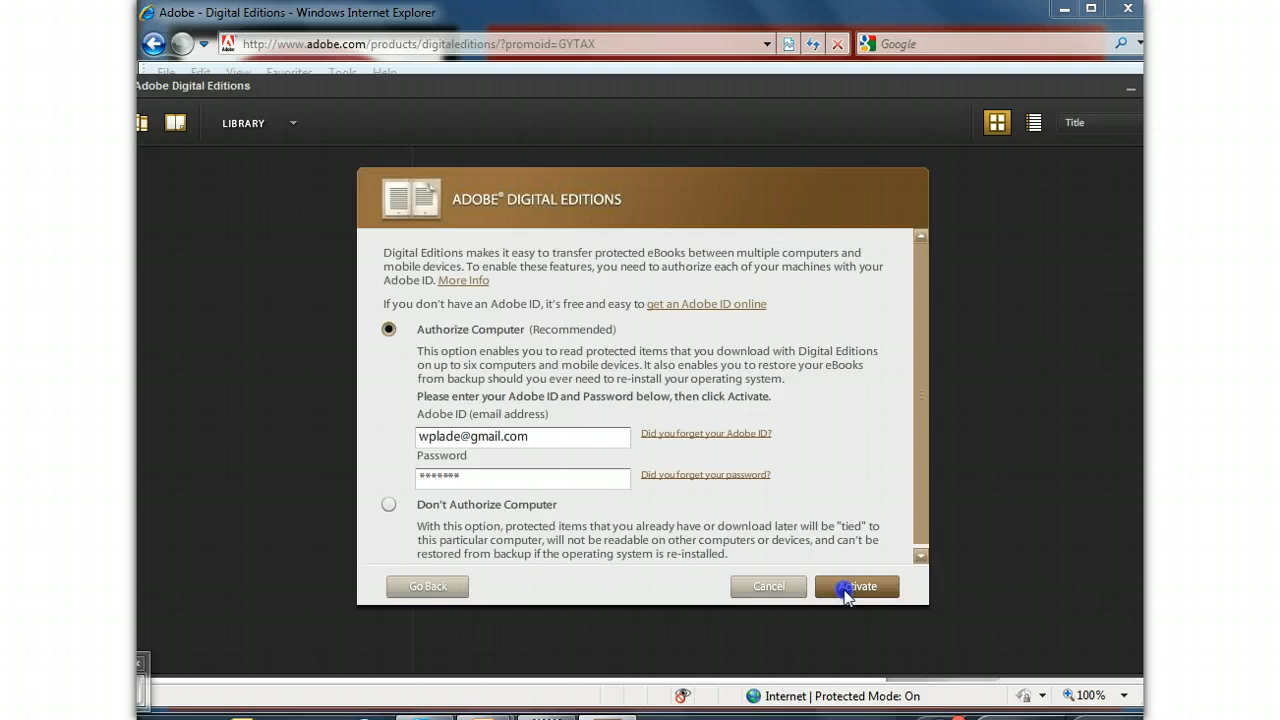 Adobe - Digital Editions - Windows Internet Explorer
http://www.adobe.com/products/digitaleditions/?promoid=GYTAX
Google
File Edit View Favorites Tools Help
Adobe Digital Editions
LIBRARY
Title
ADOBE® DIGITAL EDITIONS
Digital Editions makes it easy to transfer protected eBooks between multiple computers and
mobile devices. To enable these features, you need to authorize each of your machines with your
Adobe ID. More Info
If you don't have an Adobe ID, it's free and easy to get an Adobe ID online
Authorize Computer (Recommended)
This option enables you to read protected items that you download with Digital Editions
on up to six computers and mobile devices. It also enables you to restore your eBooks
from backup should you ever need to re-install your operating system.
Please enter your Adobe ID and Password below, then click Activate.
Adobe ID (email address)
wplade@gmail.com
Did you forget your Adobe ID?
Password
*******
Did you forget your password?
Don't Authorize Computer
With this option, protected items that you already have or download later will be "tied" to
this particular computer, will not be readable on other computers or devices, and can't be
restored from backup if the operating system is re-installed.
Go Back
Cancel
Activate
Internet | Protected Mode: On
100%